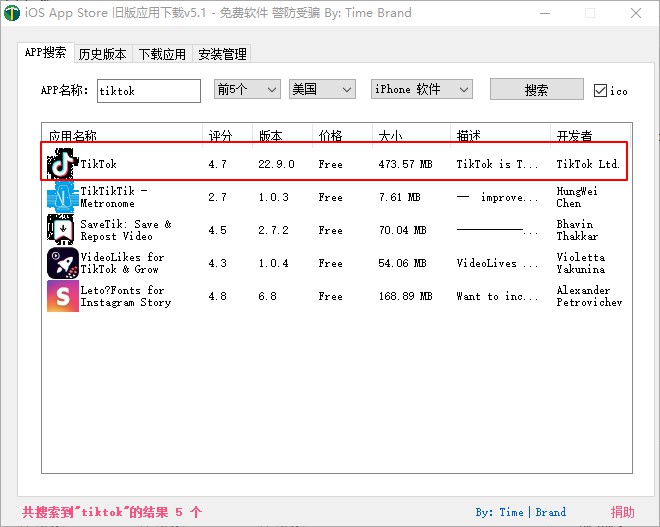 iOS App Store 旧版应用下载v5.1 - 免费软件 警防受骗 By: Time Brand
APP搜索 历史版本 下载应用 安装管理
APP名称: tiktok 前5个 美国 iPhone 软件 搜索 ico
应用名称 评分 版本 价格 大小 描述 开发者
TikTok 4.7 22.9.0 Free 473.57 MB TikTok is T... TikTok Ltd.
TikTikTik – 2.7 1.0.3 Free 7.61 MB —— improve... HungWei
Metronome Chen
SaveTik: Save & 4.5 2.7.2 Free 70.04 MB ——————... Bhavin
Repost Video Thakkar
VideoLikes for 4.3 1.0.4 Free 54.06 MB VideoLives ... Violetta
TikTok & Grow Yakunina
Leto?Fonts for 4.8 6.8 Free 168.89 MB Want to inc... Alexander
Instagram Story Petrovichev
共搜索到"tiktok"的结果 5 个 By: Time|Brand 捐助